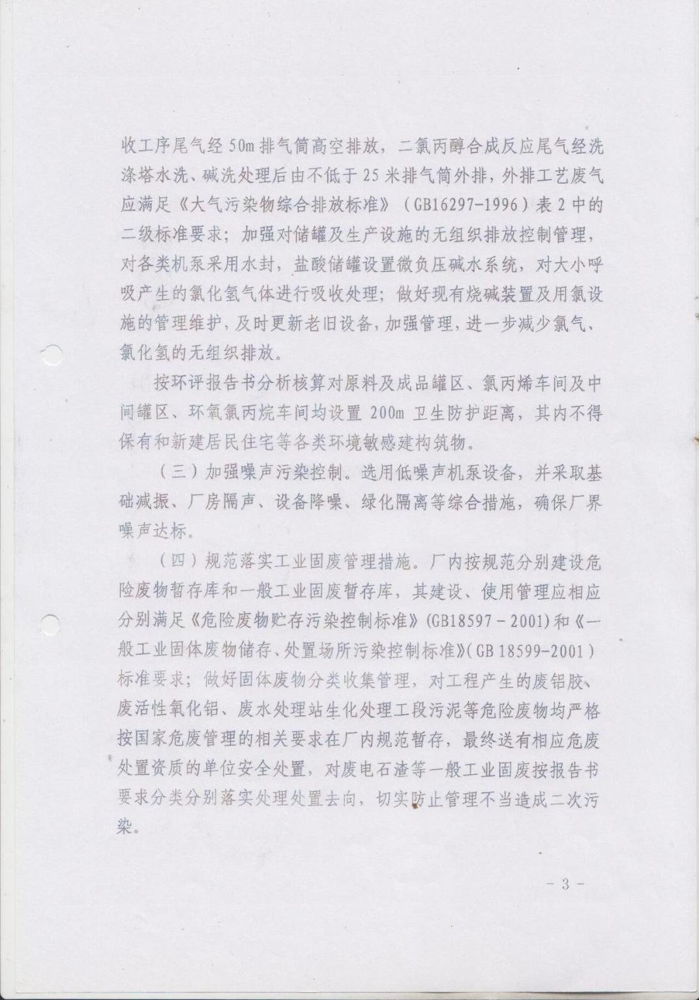 收工序尾气经50m排气筒高空排放，二氯丙醇合成反应尾气经洗
涤塔水洗、碱洗处理后由不低于25米排气筒外排，外排工艺废气
应满足《大气污染物综合排放标准》（GB16297-1996）表2中的
二级标准要求；加强对储罐及生产设施的无组织排放控制管理，
对各类机泵采用水封，盐酸储罐设置微负压碱水系统，对大小呼
吸产生的氯化氢气体进行吸收处理；做好现有烧碱装置及用氯设
施的管理维护，及时更新老旧设备，加强管理，进一步减少氯气、
氯化氢的无组织排放。
按环评报告书分析核算对原料及成品罐区、氯丙烯车间及中
间罐区、环氧氯丙烷车间均设置200m卫生防护距离，其内不得
保有和新建居民住宅等各类环境敏感建构筑物。
（三）加强噪声污染控制。选用低噪声机泵设备，并采取基
础减振、厂房隔声、设备降噪、绿化隔离等综合措施，确保厂界
噪声达标。
（四）规范落实工业固废管理措施。厂内按规范分别建设危
险废物暂存库和一般工业固废暂存库，其建设、使用管理应相应
分别满足《危险废物贮存污染控制标准》(GB18597－2001)和《一
般工业固体废物储存、处置场所污染控制标准》（GB18599-2001）
标准要求；做好固体废物分类收集管理，对工程产生的废铝胶、
废活性氧化铝、废水处理站生化处理工段污泥等危险废物均严格
按国家危废管理的相关要求在厂内规范暂存，最终送有相应危废
处置资质的单位安全处置，对废电石渣等一般工业固废按报告书
要求分类分别落实处理处置去向，切实防止管理不当造成二次污
染。
- 3 -